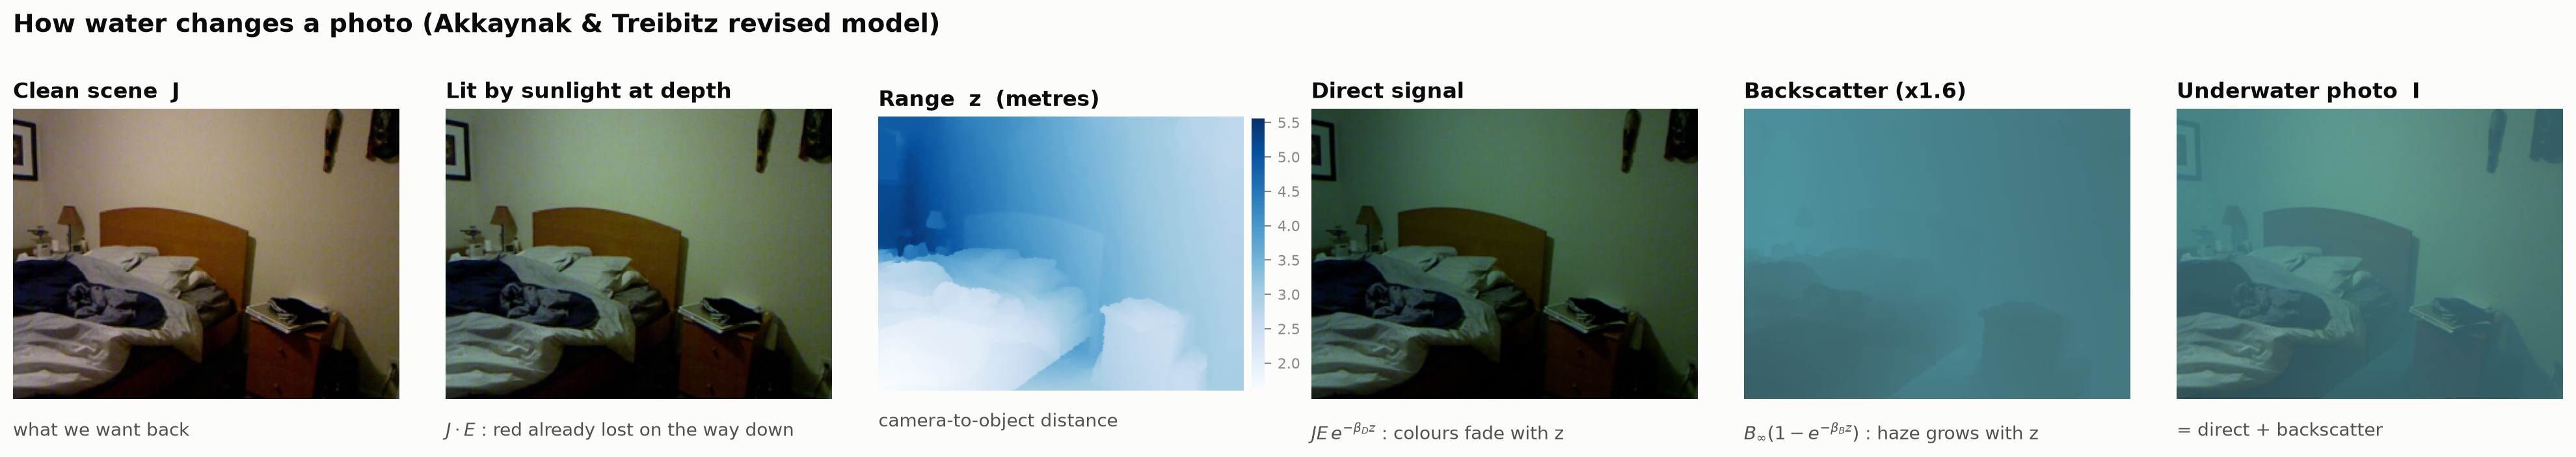 How water changes a photo (Akkaynak & Treibitz revised model)
Clean scene J
Lit by sunlight at depth
Range z (metres)
Direct signal
Backscatter (x1.6)
Underwater photo I
5.5
5.0
4.5
4.0
3.5
3.0
2.5
2.0
what we want back
J · E : red already lost on the way down
camera-to-object distance
JE e^{−β_D z} : colours fade with z
B_∞(1 − e^{−β_B z}) : haze grows with z
= direct + backscatter